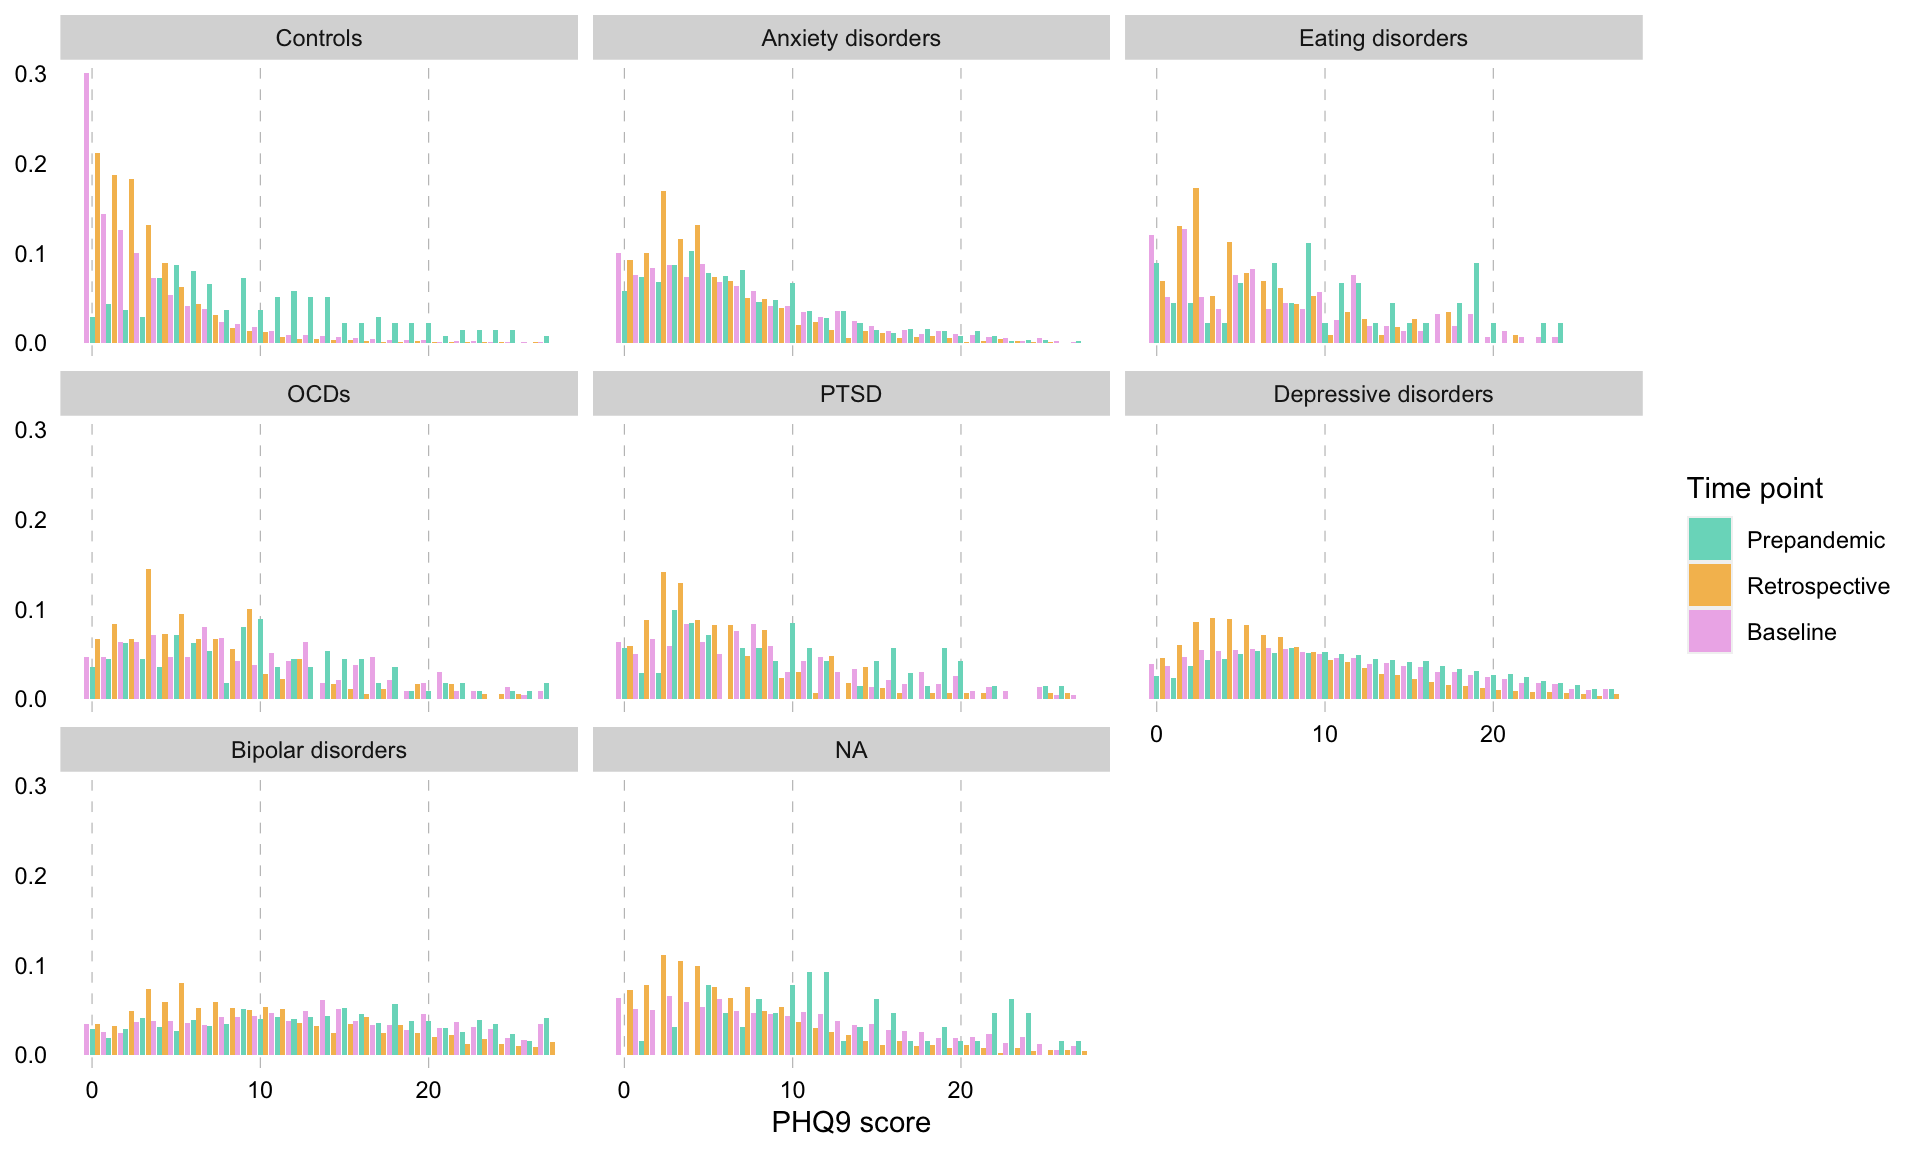 Controls
Anxiety disorders
Eating disorders
0.3
0.2
0.1
0.0
OCDs
PTSD
Depressive disorders
0.3
0.2
0.1
0.0
0 10 20
Bipolar disorders
NA
0.3
0.2
0.1
0.0
0 10 20
0 10 20
PHQ9 score
Time point
Prepandemic
Retrospective
Baseline